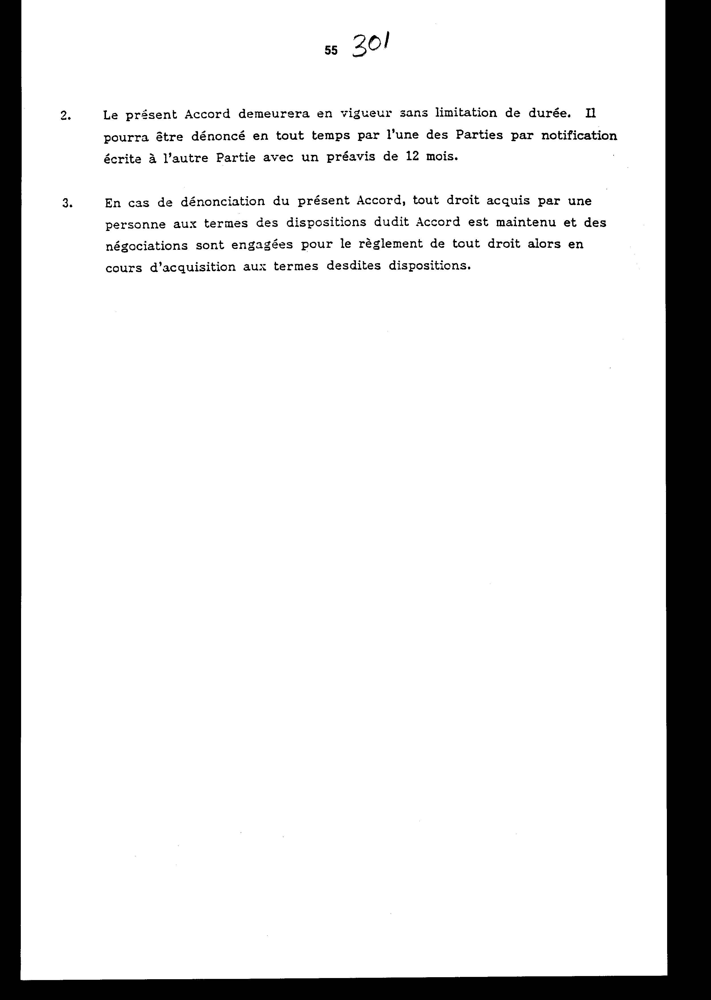 55 301
2. Le présent Accord demeurera en vigueur sans limitation de durée. Il
pourra être dénoncé en tout temps par l'une des Parties par notification
écrite à l'autre Partie avec un préavis de 12 mois.
3. En cas de dénonciation du présent Accord, tout droit acquis par une
personne aux termes des dispositions dudit Accord est maintenu et des
négociations sont engagées pour le règlement de tout droit alors en
cours d'acquisition aux termes desdites dispositions.